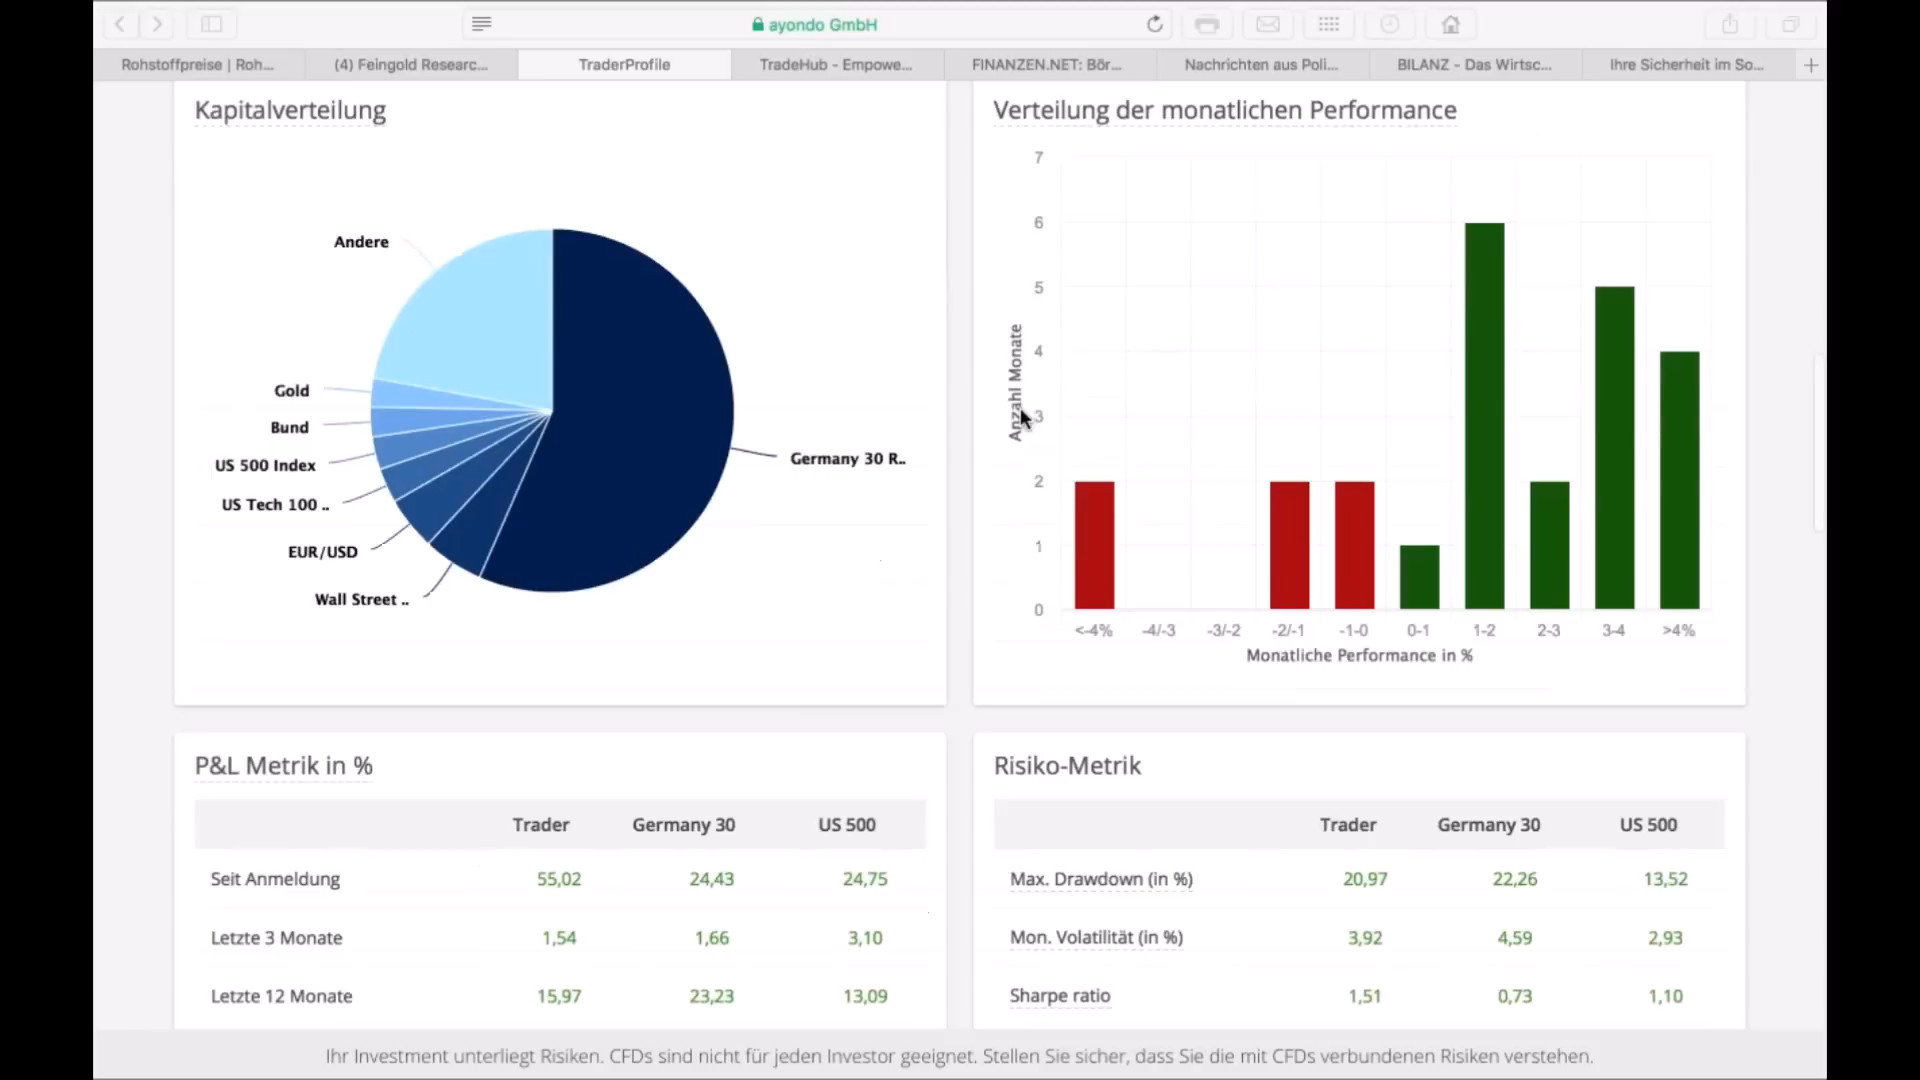 ayondo GmbH
Rohstoffpreise | Roh...
(4) Feingold Researc...
TraderProfile
TradeHub - Empowe...
FINANZEN.NET: Bör...
Nachrichten aus Poli...
BILANZ - Das Wirtsc...
Ihre Sicherheit im So...
Kapitalverteilung
Andere
Gold
Bund
US 500 Index
US Tech 100 ..
EUR/USD
Wall Street ..
Germany 30 R..
Verteilung der monatlichen Performance
Anzahl Monate
7
6
5
4
3
2
1
0
<-4% -4/-3 -3/-2 -2/-1 -1-0 0-1 1-2 2-3 3-4 >4%
Monatliche Performance in %
P&L Metrik in %
Trader Germany 30 US 500
Seit Anmeldung 55,02 24,43 24,75
Letzte 3 Monate 1,54 1,66 3,10
Letzte 12 Monate 15,97 23,23 13,09
Risiko-Metrik
Trader Germany 30 US 500
Max. Drawdown (in %) 20,97 22,26 13,52
Mon. Volatilität (in %) 3,92 4,59 2,93
Sharpe ratio 1,51 0,73 1,10
Ihr Investment unterliegt Risiken. CFDs sind nicht für jeden Investor geeignet. Stellen Sie sicher, dass Sie die mit CFDs verbundenen Risiken verstehen.